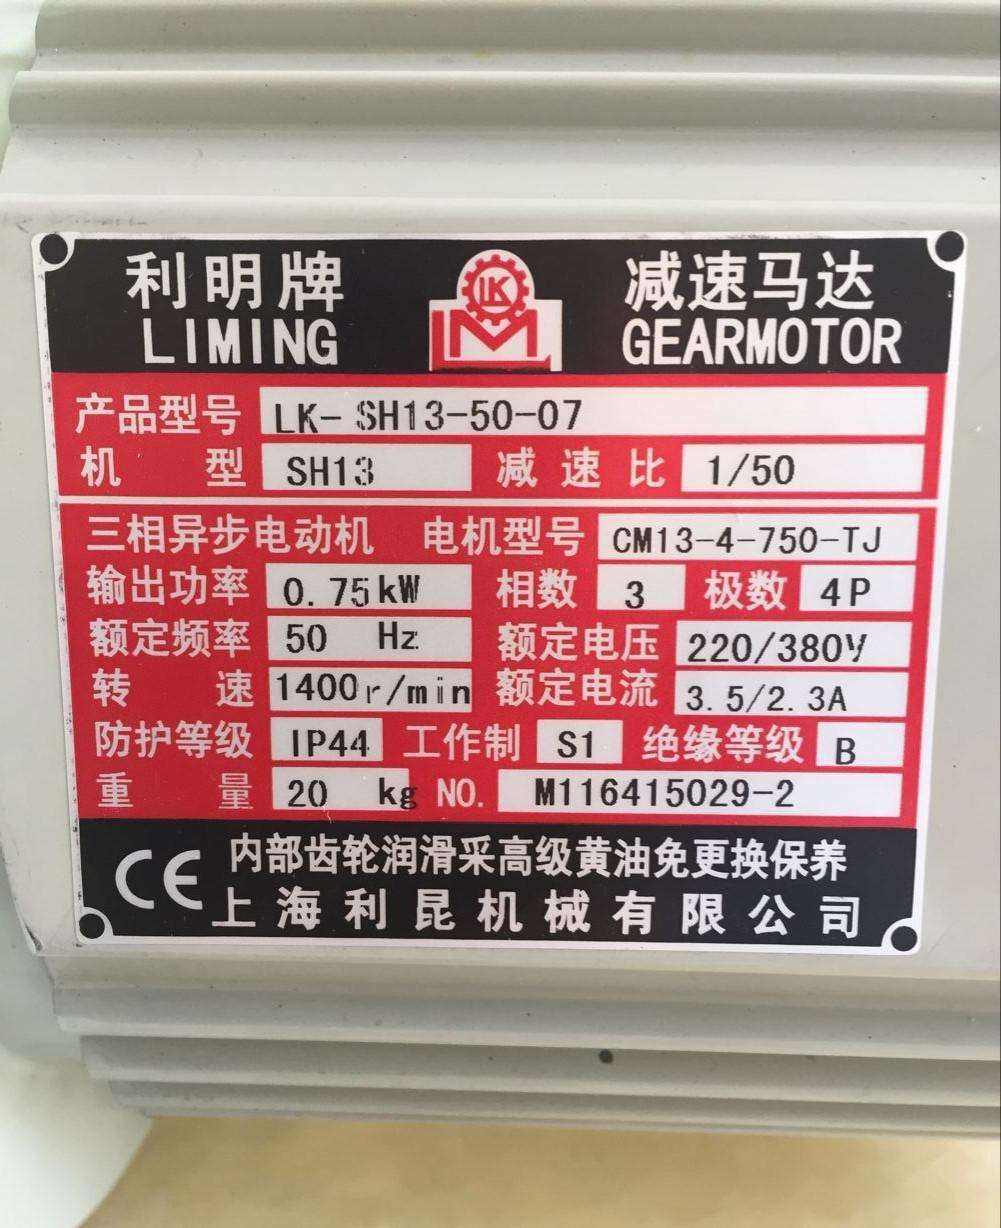 利明牌 LK 减速马达
LIMING LM GEARMOTOR
产品型号 LK-SH13-50-07
机型 SH13 减速比 1/50
三相异步电动机 电机型号 CM13-4-750-TJ
输出功率 0.75kW 相数 3 极数 4P
额定频率 50 Hz 额定电压 220/380V
转速 1400r/min 额定电流 3.5/2.3A
防护等级 IP44 工作制 S1 绝缘等级 B
重量 20 kg NO. M116415029-2
CE 内部齿轮润滑采高级黄油免更换保养
上海利昆机械有限公司